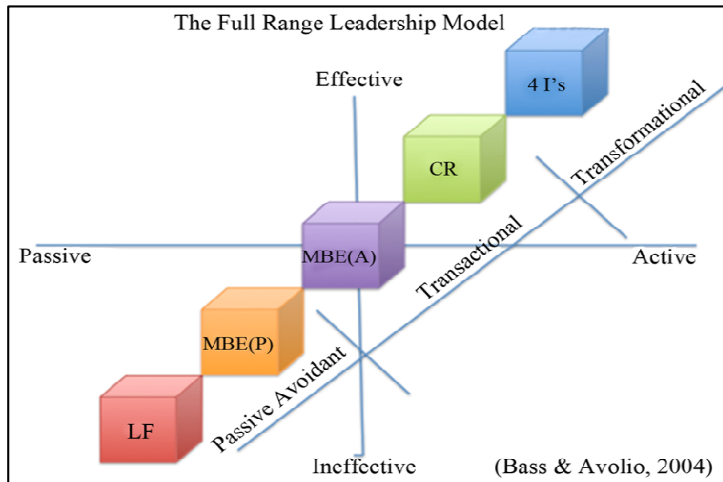 The Full Range Leadership Model
4 I's
Effective
CR
Transformational
MBE(A)
Passive
Active
Transactional
MBE(P)
Passive Avoidant
LF
Ineffective
(Bass & Avolio, 2004)